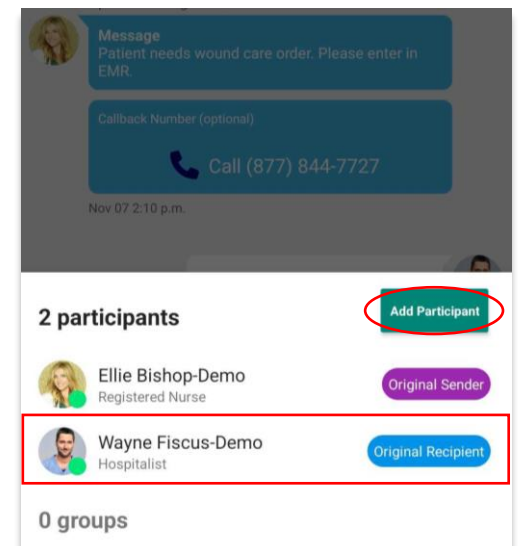 Message
Patient needs wound care order. Please enter in
EMR.
Callback Number (optional)
Call (877) 844-7727
Nov 07 2:10 p.m.
2 participants
Add Participant
Ellie Bishop-Demo
Registered Nurse
Original Sender
Wayne Fiscus-Demo
Hospitalist
Original Recipient
0 groups